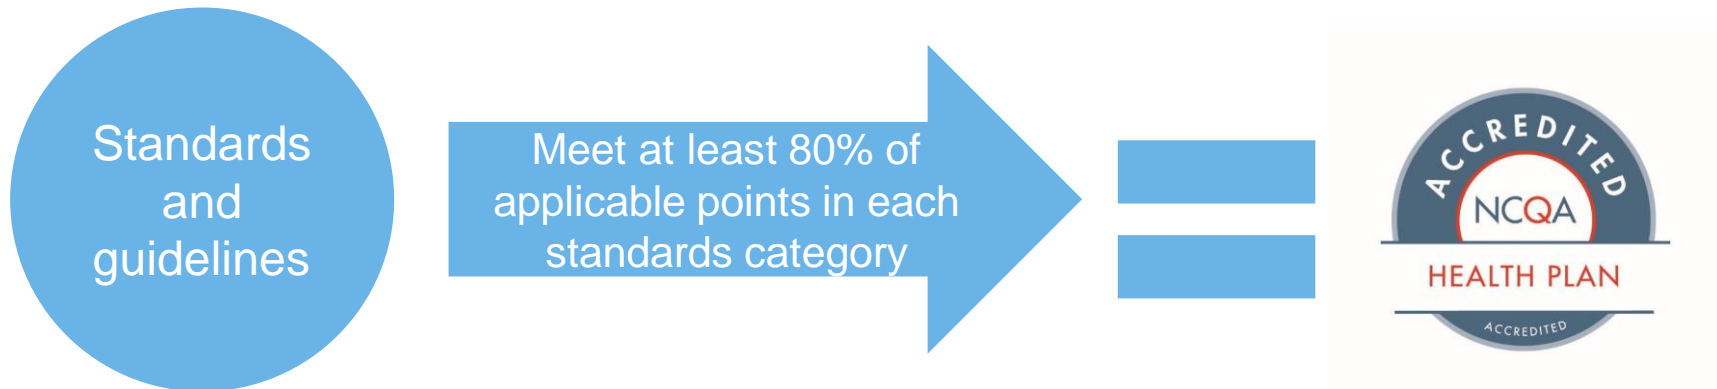 Standards
and
guidelines
Meet at least 80% of
applicable points in each
standards category
ACCREDITED
NCQA
HEALTH PLAN
ACCREDITED